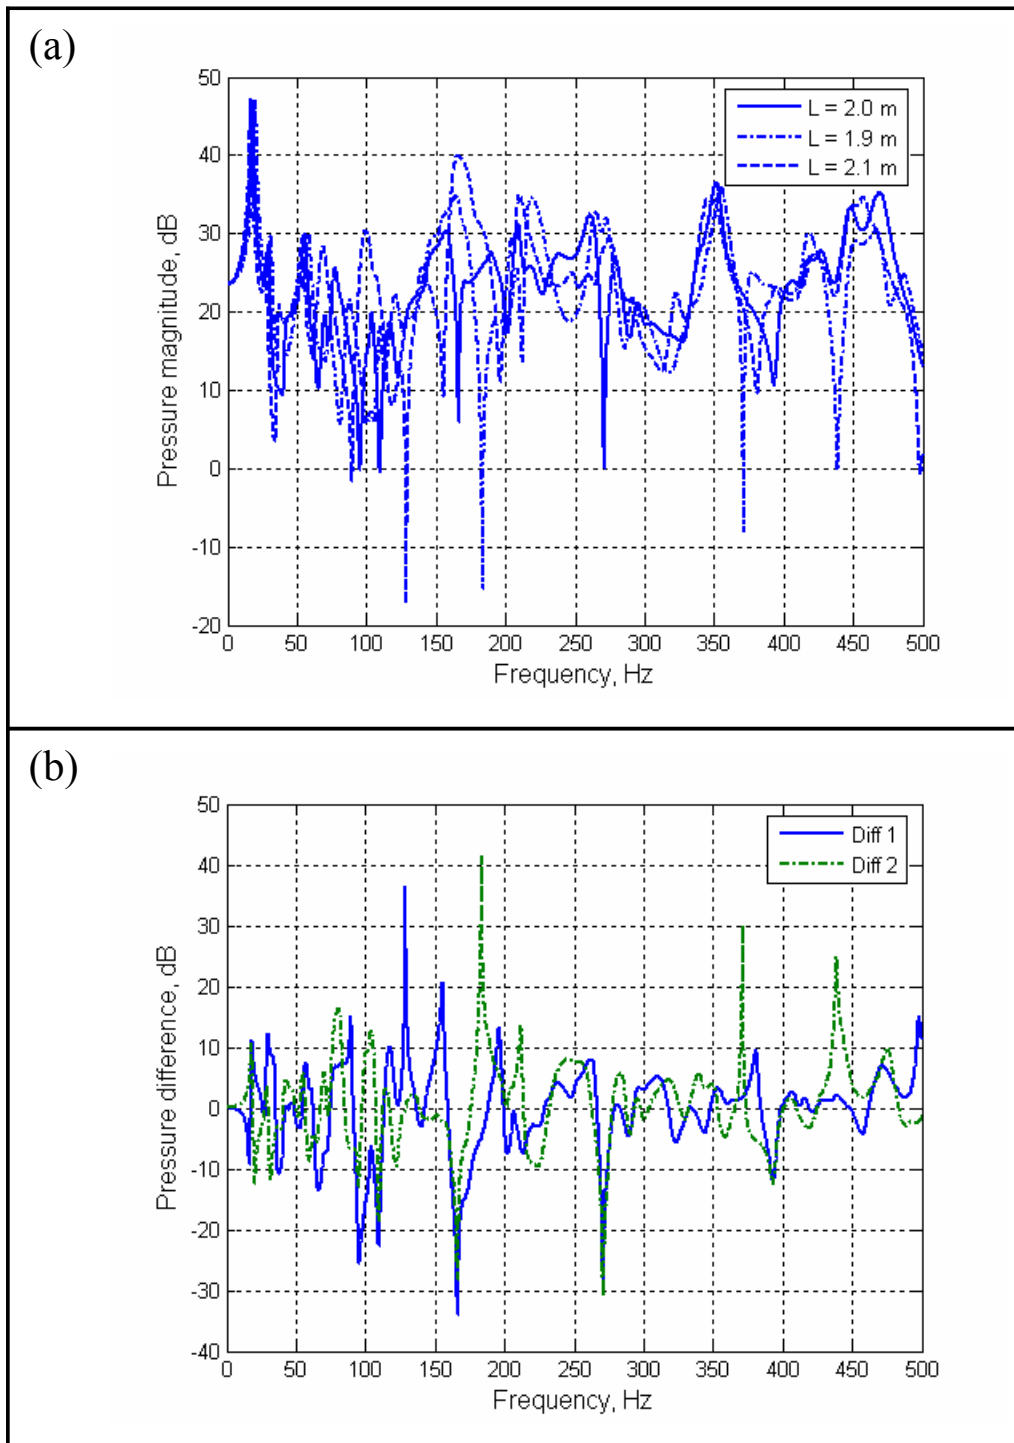 (a)
50
40
30
20
10
0
-10
-20
Pressure magnitude, dB
L = 2.0 m
L = 1.9 m
L = 2.1 m
0 50 100 150 200 250 300 350 400 450 500
Frequency, Hz
(b)
50
40
30
20
10
0
-10
-20
-30
-40
Pressure difference, dB
Diff 1
Diff 2
0 50 100 150 200 250 300 350 400 450 500
Frequency, Hz